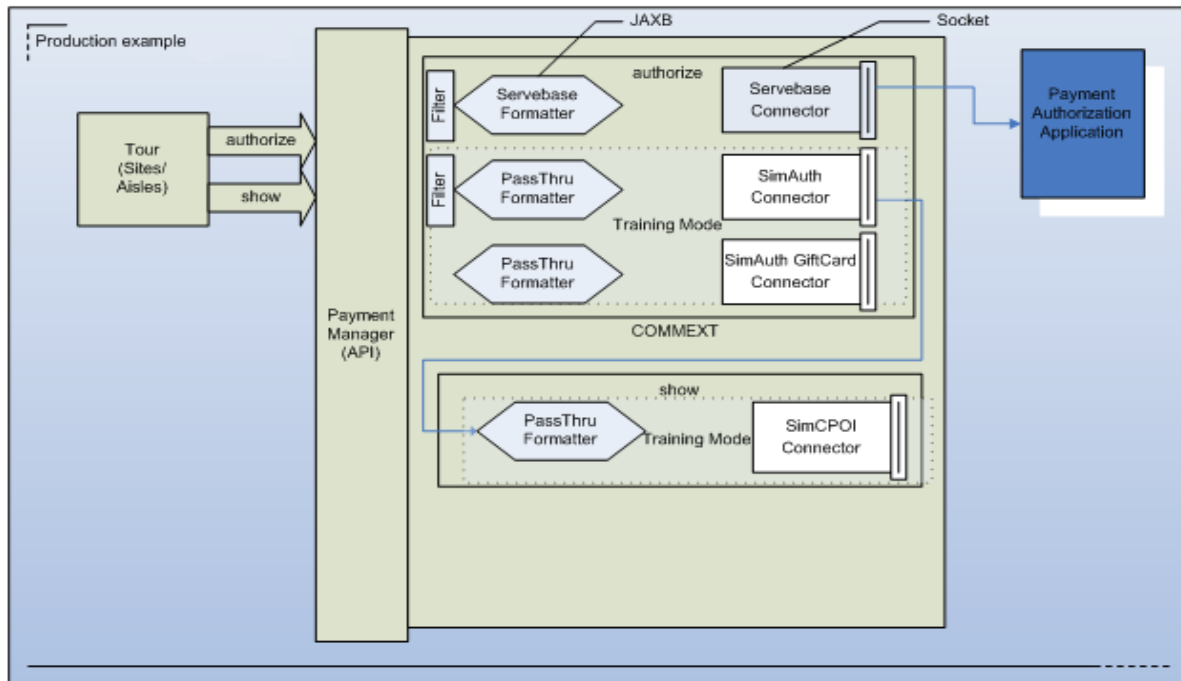 JAXB
Socket
Production example
authorize
Filter
Servebase
Formatter
Servebase
Connector
Payment
Authorization
Application
Tour
(Sites/
Aisles)
authorize
show
Filter
PassThru
Formatter
SimAuth
Connector
Training Mode
PassThru
Formatter
SimAuth GiftCard
Connector
Payment
Manager
(API)
COMMEXT
show
PassThru
Formatter
Training Mode
SimCPOI
Connector